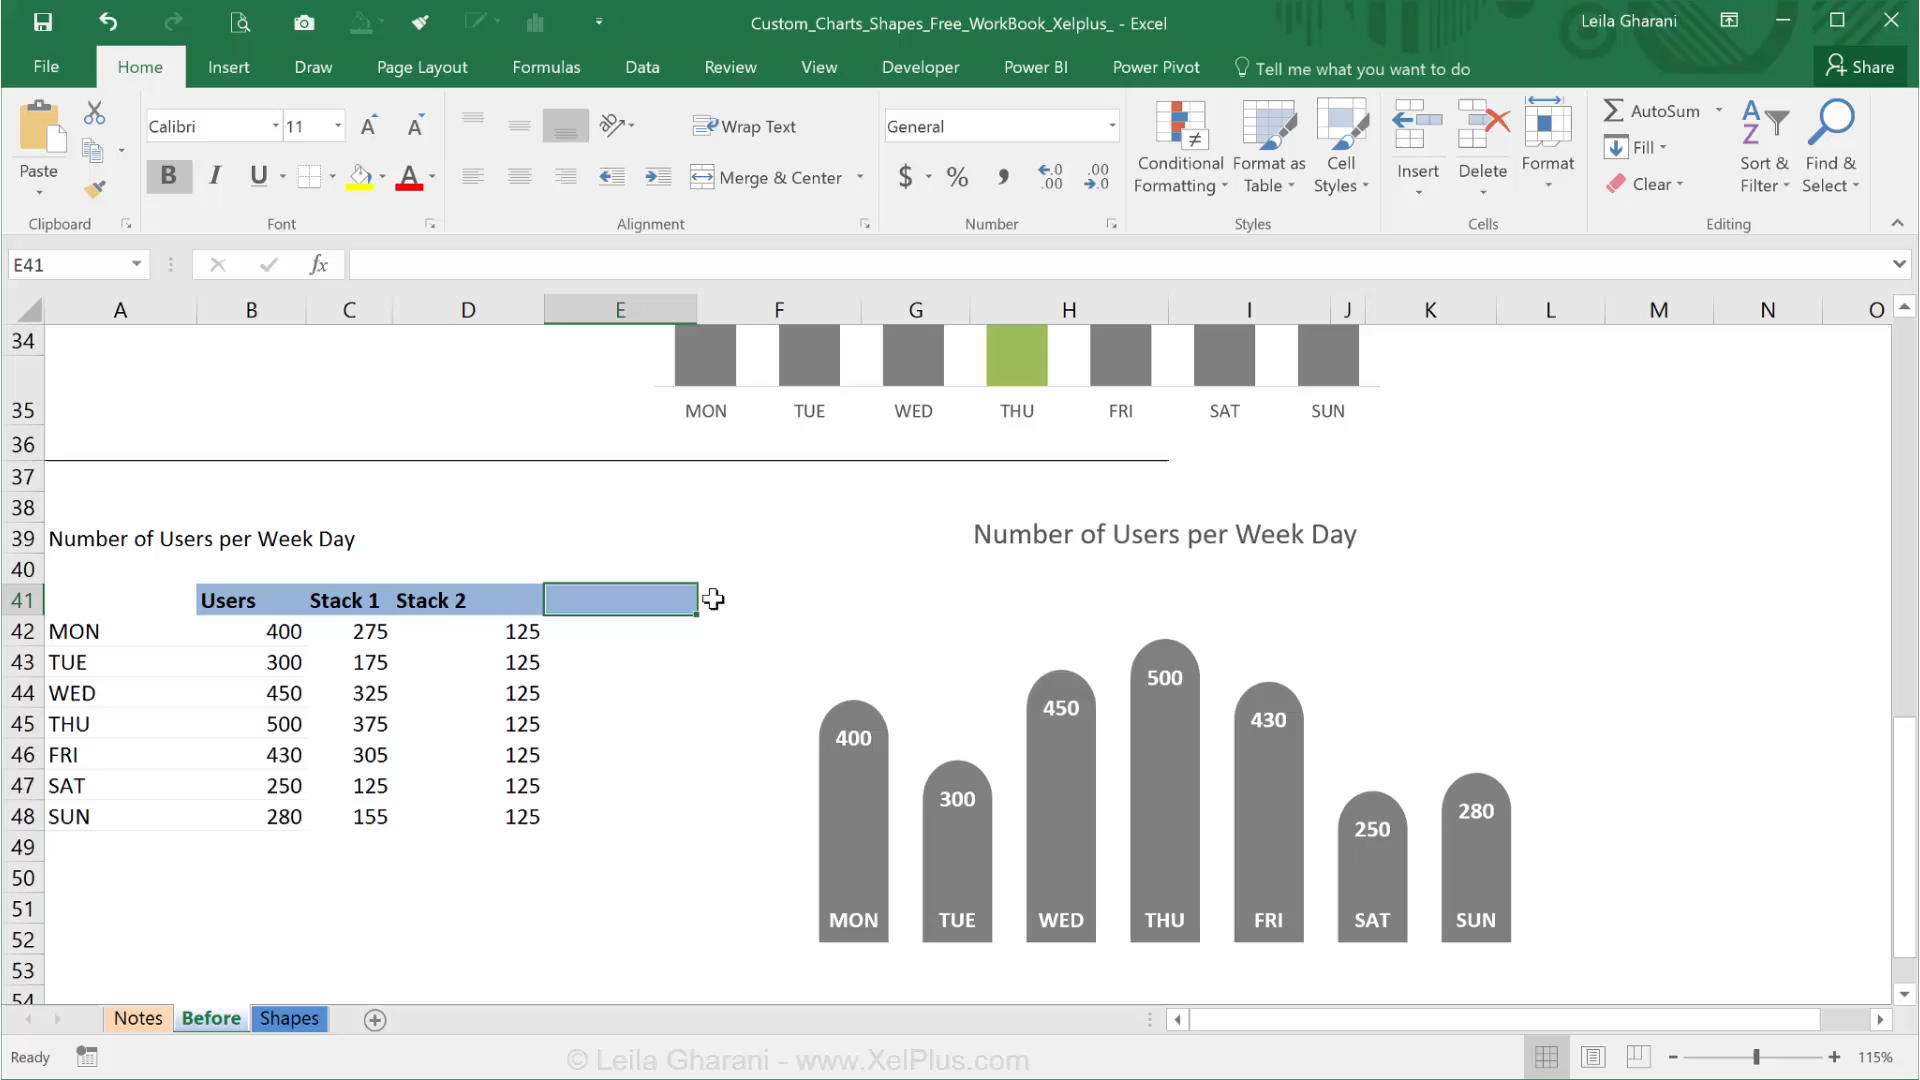 Custom_Charts_Shapes_Free_WorkBook_Xelplus_ - Excel
Leila Gharani
File Home Insert Draw Page Layout Formulas Data Review View Developer Power BI Power Pivot Tell me what you want to do Share
Paste
Clipboard
Calibri 11 A A
B I U A
Font
Wrap Text
Merge & Center
Alignment
General
$ % , .0 .00 .00 .0
Number
Conditional Formatting
Format as Table
Cell Styles
Styles
Insert Delete Format
Cells
AutoSum
Fill
Clear
Sort & Filter
Find & Select
Editing
E41 fx
A B C D E F G H I J K L M N O
34
35 MON TUE WED THU FRI SAT SUN
36
37
38
39 Number of Users per Week Day
40
41 Users Stack 1 Stack 2
42 MON 400 275 125
43 TUE 300 175 125
44 WED 450 325 125
45 THU 500 375 125
46 FRI 430 305 125
47 SAT 250 125 125
48 SUN 280 155 125
49
50
51
52
53
54
Number of Users per Week Day
400 300 450 500 430 250 280
MON TUE WED THU FRI SAT SUN
Notes Before Shapes
Ready
© Leila Gharani - www.XelPlus.com
115%